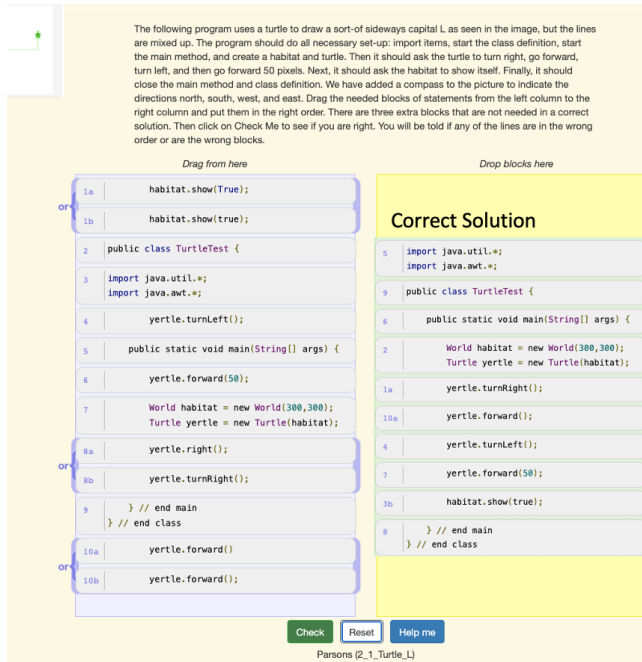 The following program uses a turtle to draw a sort-of sideways capital L as seen in the image, but the lines
are mixed up. The program should do all necessary set-up: import items, start the class definition, start
the main method, and create a habitat and turtle. Then it should ask the turtle to turn right, go forward,
turn left, and then go forward 50 pixels. Next, it should ask the habitat to show itself. Finally, it should
close the main method and class definition. We have added a compass to the picture to indicate the
directions north, south, west, and east. Drag the needed blocks of statements from the left column to the
right column and put them in the right order. There are three extra blocks that are not needed in a correct
solution. Then click on Check Me to see if you are right. You will be told if any of the lines are in the wrong
order or are the wrong blocks.
Drag from here
or
1a habitat.show(True);
1b habitat.show(true);
2 public class TurtleTest {
3 import java.util.*;
import java.awt.*;
4 yertle.turnLeft();
5 public static void main(String[] args) {
6 yertle.forward(50);
7 World habitat = new World(300,300);
Turtle yertle = new Turtle(habitat);
or
8a yertle.right();
8b yertle.turnRight();
9 } // end main
} // end class
or
10a yertle.forward()
10b yertle.forward();
Drop blocks here
Correct Solution
5 import java.util.*;
import java.awt.*;
9 public class TurtleTest {
6 public static void main(String[] args) {
2 World habitat = new World(300,300);
Turtle yertle = new Turtle(habitat);
1a yertle.turnRight();
10a yertle.forward();
4 yertle.turnLeft();
7 yertle.forward(50);
3b habitat.show(true);
8 } // end main
} // end class
Check Reset Help me
Parsons (2_1_Turtle_L)